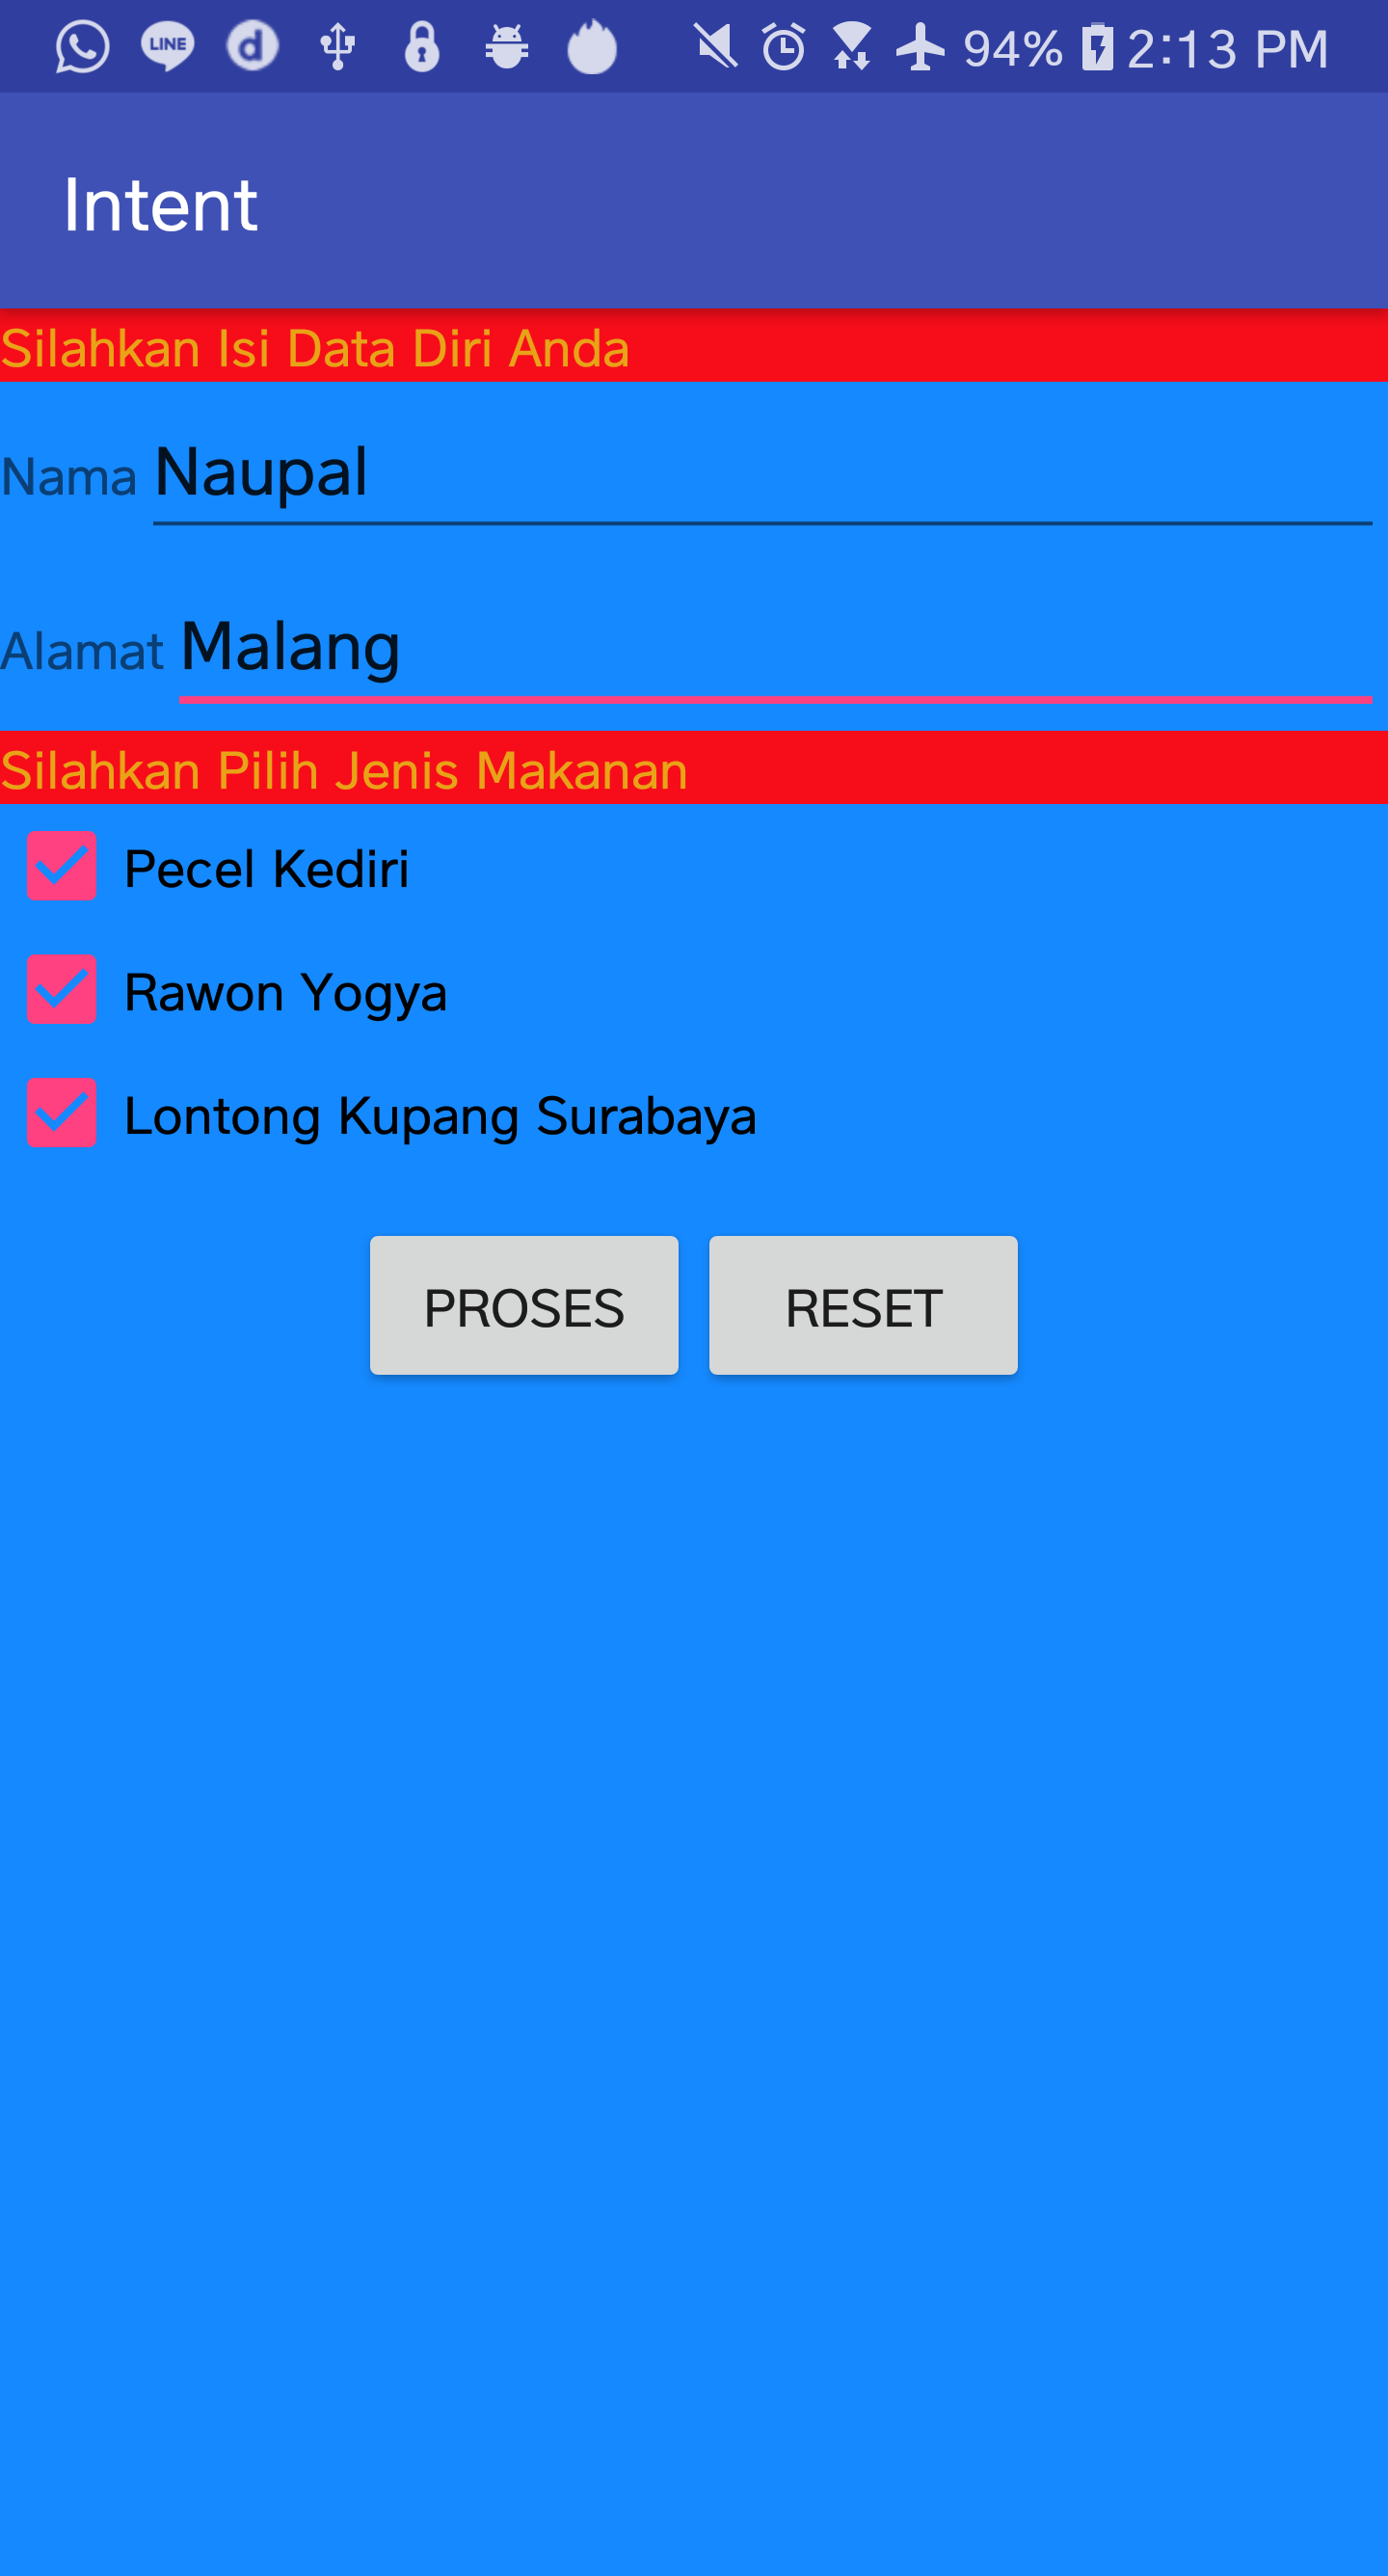 LINE d 94% 2:13 PM
Intent
Silahkan Isi Data Diri Anda
Nama Naupal
Alamat Malang
Silahkan Pilih Jenis Makanan
Pecel Kediri
Rawon Yogya
Lontong Kupang Surabaya
PROSES RESET